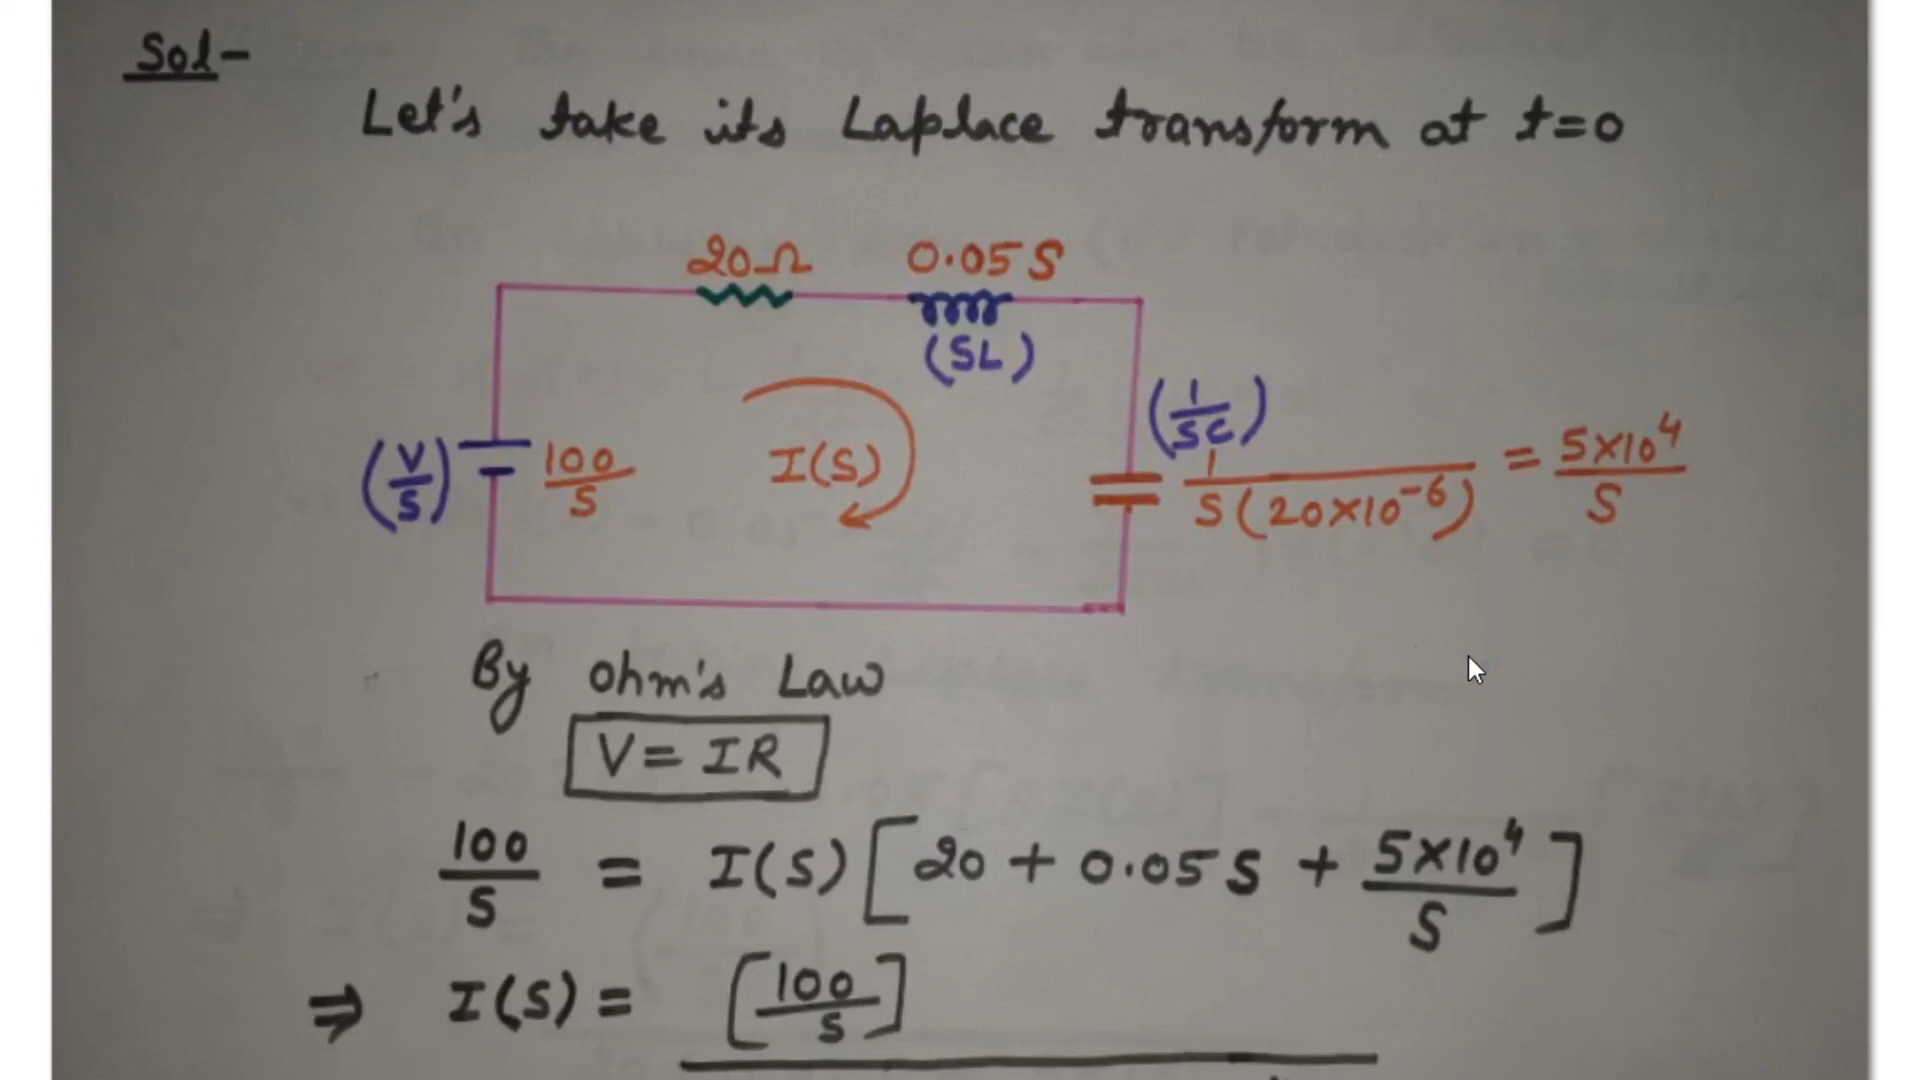 Sol-
Let's take its Laplace transform at t=0
20Ω 0.05S
(SL)
(V/S) 100/S I(S) (1/SC) 1/S(20×10⁻⁶) = 5×10⁴/S
By ohm's Law
V=IR
100/S = I(S)[20 + 0.05S + 5×10⁴/S]
⇒ I(S) = [100/S]